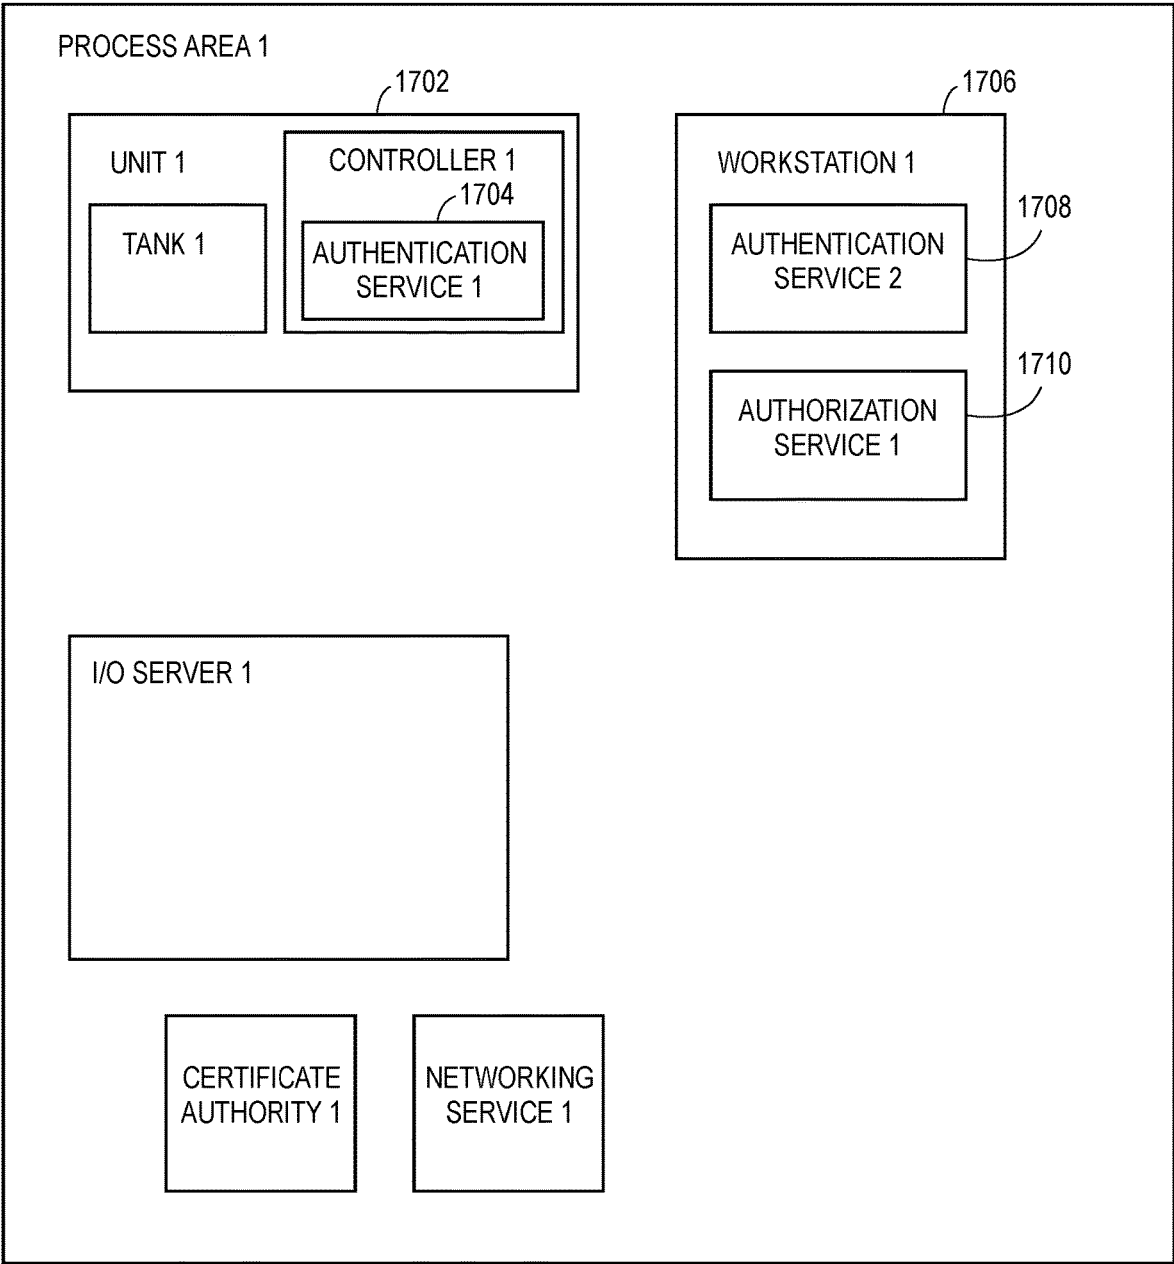 PROCESS AREA 1
1702
UNIT 1
CONTROLLER 1
1704
TANK 1
AUTHENTICATION
SERVICE 1
1706
WORKSTATION 1
1708
AUTHENTICATION
SERVICE 2
1710
AUTHORIZATION
SERVICE 1
I/O SERVER 1
CERTIFICATE
AUTHORITY 1
NETWORKING
SERVICE 1